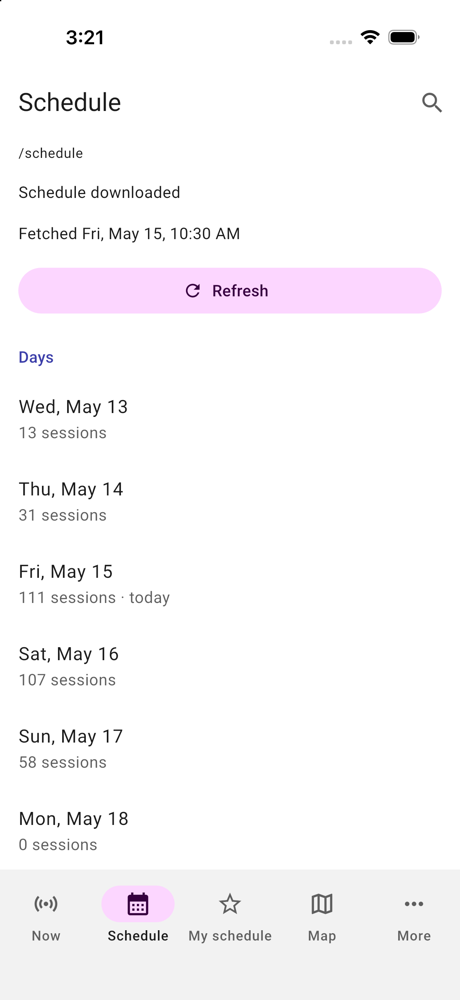 3:21
Schedule
/schedule
Schedule downloaded
Fetched Fri, May 15, 10:30 AM
Refresh
Days
Wed, May 13
13 sessions
Thu, May 14
31 sessions
Fri, May 15
111 sessions · today
Sat, May 16
107 sessions
Sun, May 17
58 sessions
Mon, May 18
0 sessions
Now Schedule My schedule Map More